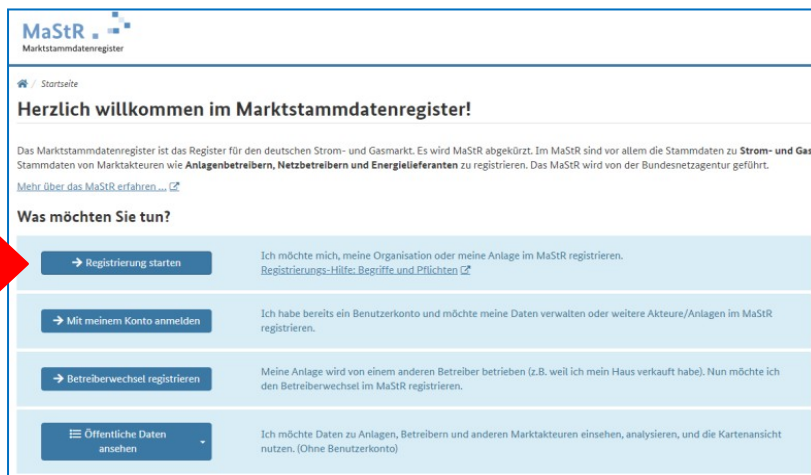 MaStR
Marktstammdatenregister
/ Startseite
Herzlich willkommen im Marktstammdatenregister!
Das Marktstammdatenregister ist das Register für den deutschen Strom- und Gasmarkt. Es wird MaStR abgekürzt. Im MaStR sind vor allem die Stammdaten zu Strom- und Gas
Stammdaten von Marktakteuren wie Anlagenbetreibern, Netzbetreibern und Energielieferanten zu registrieren. Das MaStR wird von der Bundesnetzagentur geführt.
Mehr über das MaStR erfahren ...
Was möchten Sie tun?
→ Registrierung starten
Ich möchte mich, meine Organisation oder meine Anlage im MaStR registrieren.
Registrierungs-Hilfe: Begriffe und Pflichten
→ Mit meinem Konto anmelden
Ich habe bereits ein Benutzerkonto und möchte meine Daten verwalten oder weitere Akteure/Anlagen im MaStR
registrieren.
→ Betreiberwechsel registrieren
Meine Anlage wird von einem anderen Betreiber betrieben (z.B. weil ich mein Haus verkauft habe). Nun möchte ich
den Betreiberwechsel im MaStR registrieren.
Öffentliche Daten
ansehen
Ich möchte Daten zu Anlagen, Betreibern und anderen Marktakteuren einsehen, analysieren, und die Kartenansicht
nutzen. (Ohne Benutzerkonto)